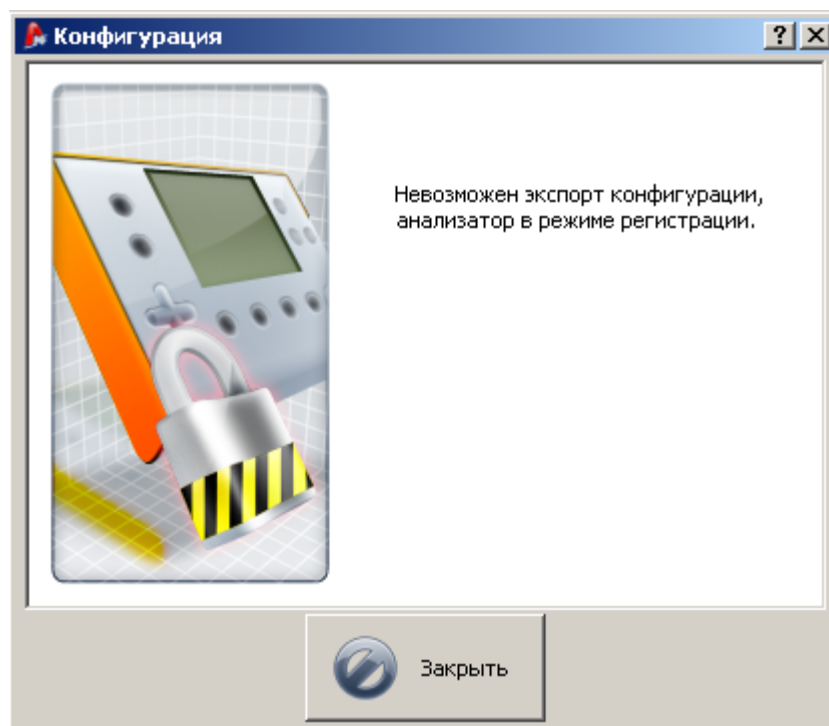 Конфигурация
Невозможен экспорт конфигурации,
анализатор в режиме регистрации.
Закрыть